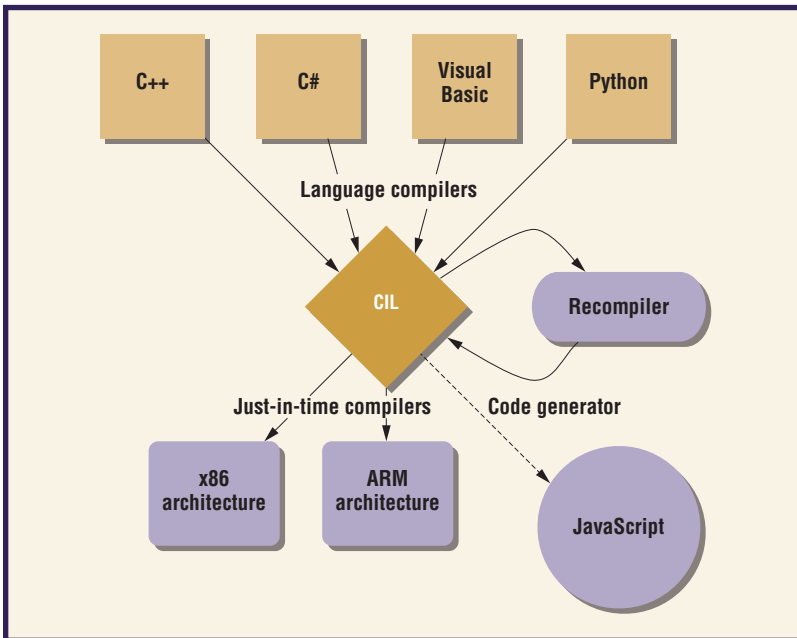 C++
C#
Visual
Basic
Python
Language compilers
CIL
Recompiler
Just-in-time compilers
Code generator
x86
architecture
ARM
architecture
JavaScript